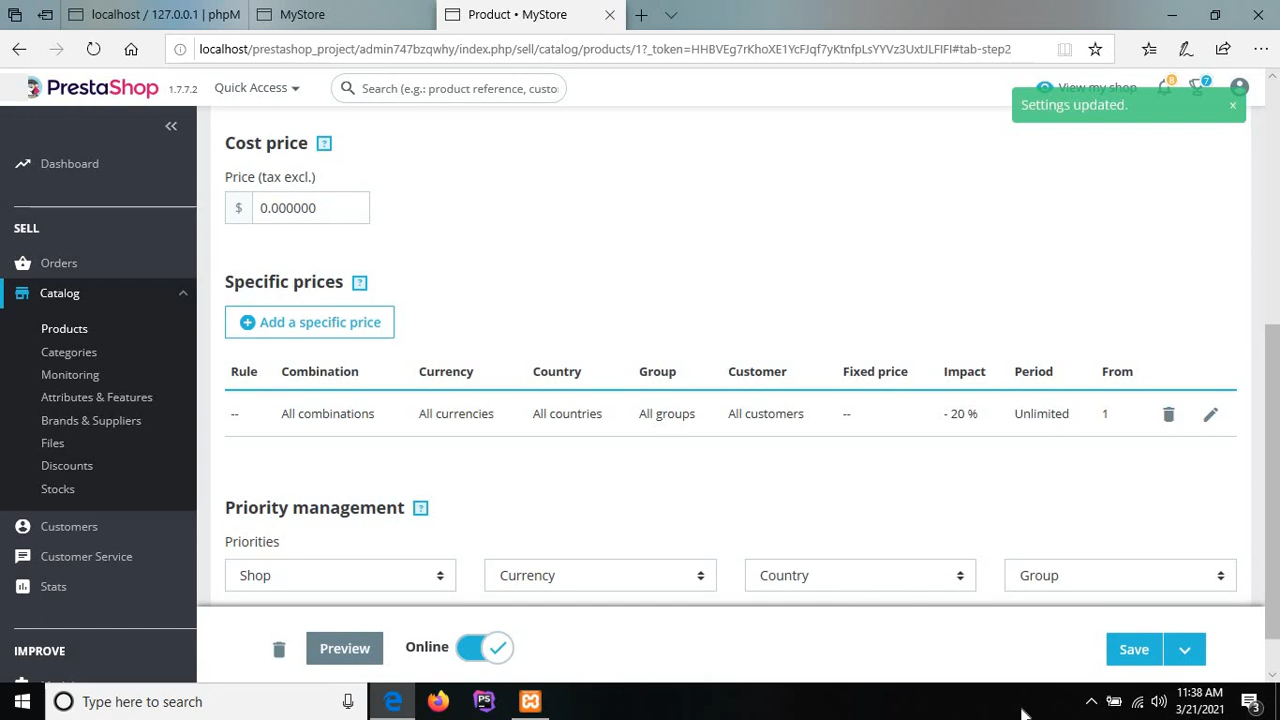 localhost / 127.0.0.1 | phpM
MyStore
Product • MyStore
localhost/prestashop_project/admin747bzqwhy/index.php/sell/catalog/products/1?_token=HHBVEg7rKhoXE1YcFJqf7yKtnfpLsYYVz3UxtJLFIFI#tab-step2
PrestaShop 1.7.7.2
Quick Access
Search (e.g.: product reference, custo
View my shop
8
7
Settings updated. x
Dashboard
SELL
Orders
Catalog
Products
Categories
Monitoring
Attributes & Features
Brands & Suppliers
Files
Discounts
Stocks
Customers
Customer Service
Stats
IMPROVE
Cost price ?
Price (tax excl.)
$ 0.000000
Specific prices ?
Add a specific price
Rule Combination Currency Country Group Customer Fixed price Impact Period From
-- All combinations All currencies All countries All groups All customers -- - 20 % Unlimited 1
Priority management ?
Priorities
Shop Currency Country Group
Preview Online Save
Type here to search
PS
11:38 AM
3/21/2021
3